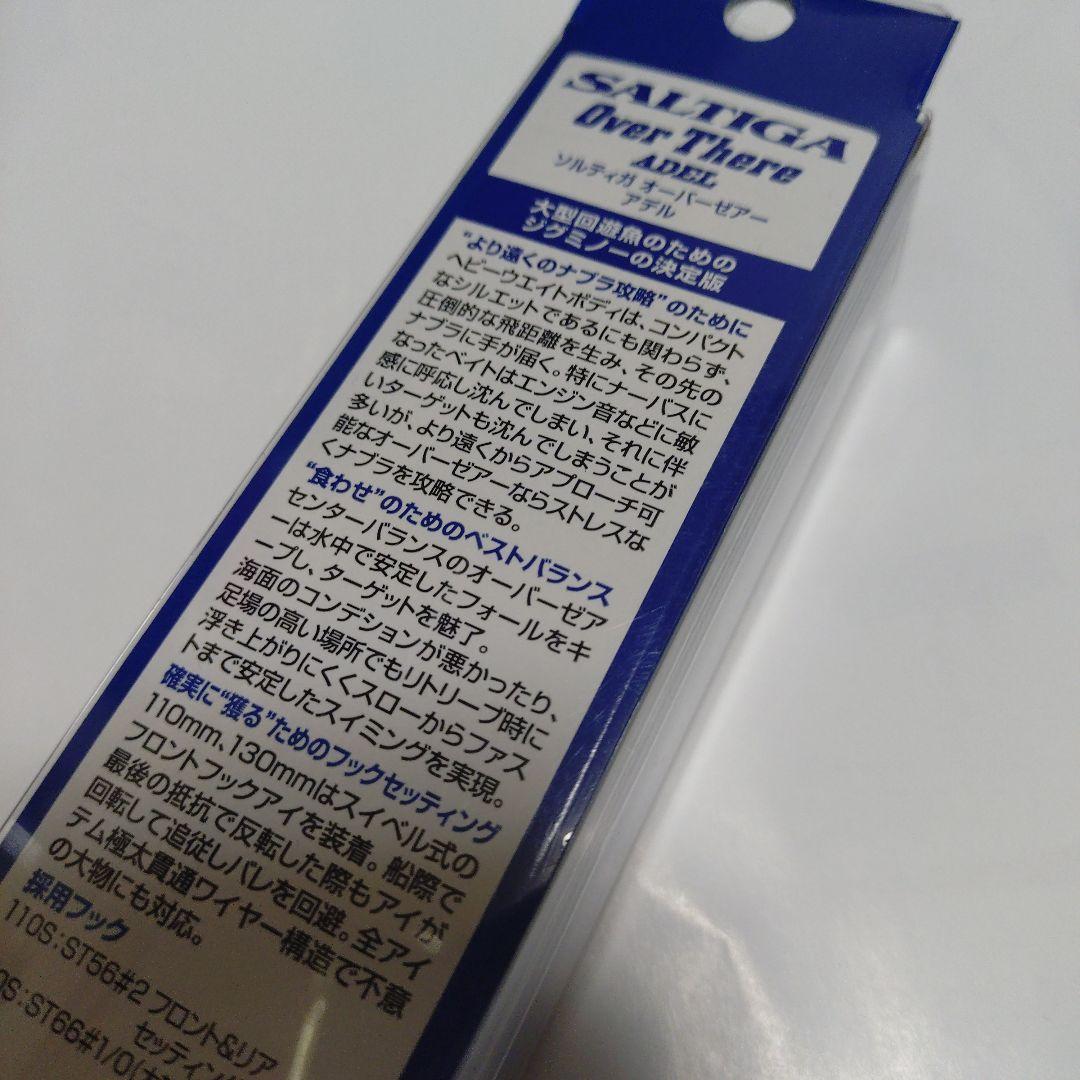 SALTIGA
Over There
ADEL
ソルティガ オーバーゼアー
アデル
大型回遊魚のための
ジグミノーの決定版
"より遠くのナブラ攻略"のために
ヘビーウエイトボディは、コンパクト
なシルエットであるにも関わらず、
圧倒的な飛距離を生み、その先の
ナブラに手が届く。特にナーバスに
なったベイトはエンジン音などに敏
感に呼応し沈んでしまい、それに伴
いターゲットも沈んでしまうことが
多いが、より遠くからアプローチ可
能なオーバーゼアーならストレスな
くナブラを攻略できる。
"食わせ"のためのベストバランス
センターバランスのオーバーゼア
ーは水中で安定したフォールをキ
ープし、ターゲットを魅了。
海面のコンデションが悪かったり、
足場の高い場所でもリトリーブ時に
浮き上がりにくくスローからファス
トまで安定したスイミングを実現。
確実に"獲る"ためのフックセッティング
110mm、130mmはスイベル式の
フロントフックアイを装着。船際で
最後の抵抗で反転した際もアイが
回転して追従しバレを回避。全アイ
テム極太貫通ワイヤー構造で不意
の大物にも対応。
採用フック
110S:ST56#2 フロント&リア
セッティン
0S:ST66#1/0